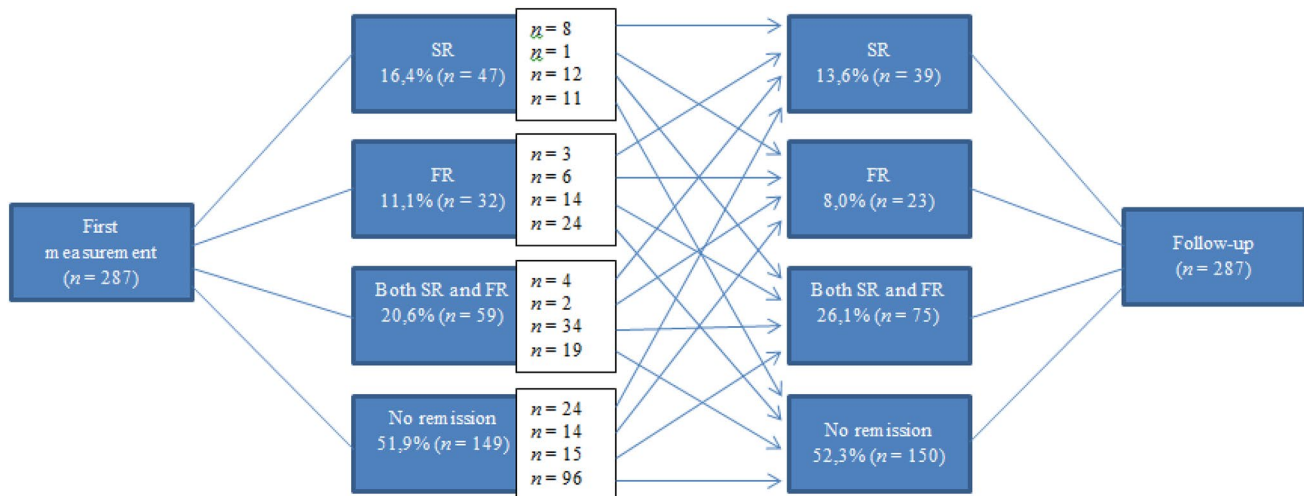 First
measurement
(n = 287)
SR
16,4% (n = 47)
n = 8
n = 1
n = 12
n = 11
FR
11,1% (n = 32)
n = 3
n = 6
n = 14
n = 24
Both SR and FR
20,6% (n = 59)
n = 4
n = 2
n = 34
n = 19
No remission
51,9% (n = 149)
n = 24
n = 14
n = 15
n = 96
SR
13,6% (n = 39)
FR
8,0% (n = 23)
Both SR and FR
26,1% (n = 75)
No remission
52,3% (n = 150)
Follow-up
(n = 287)